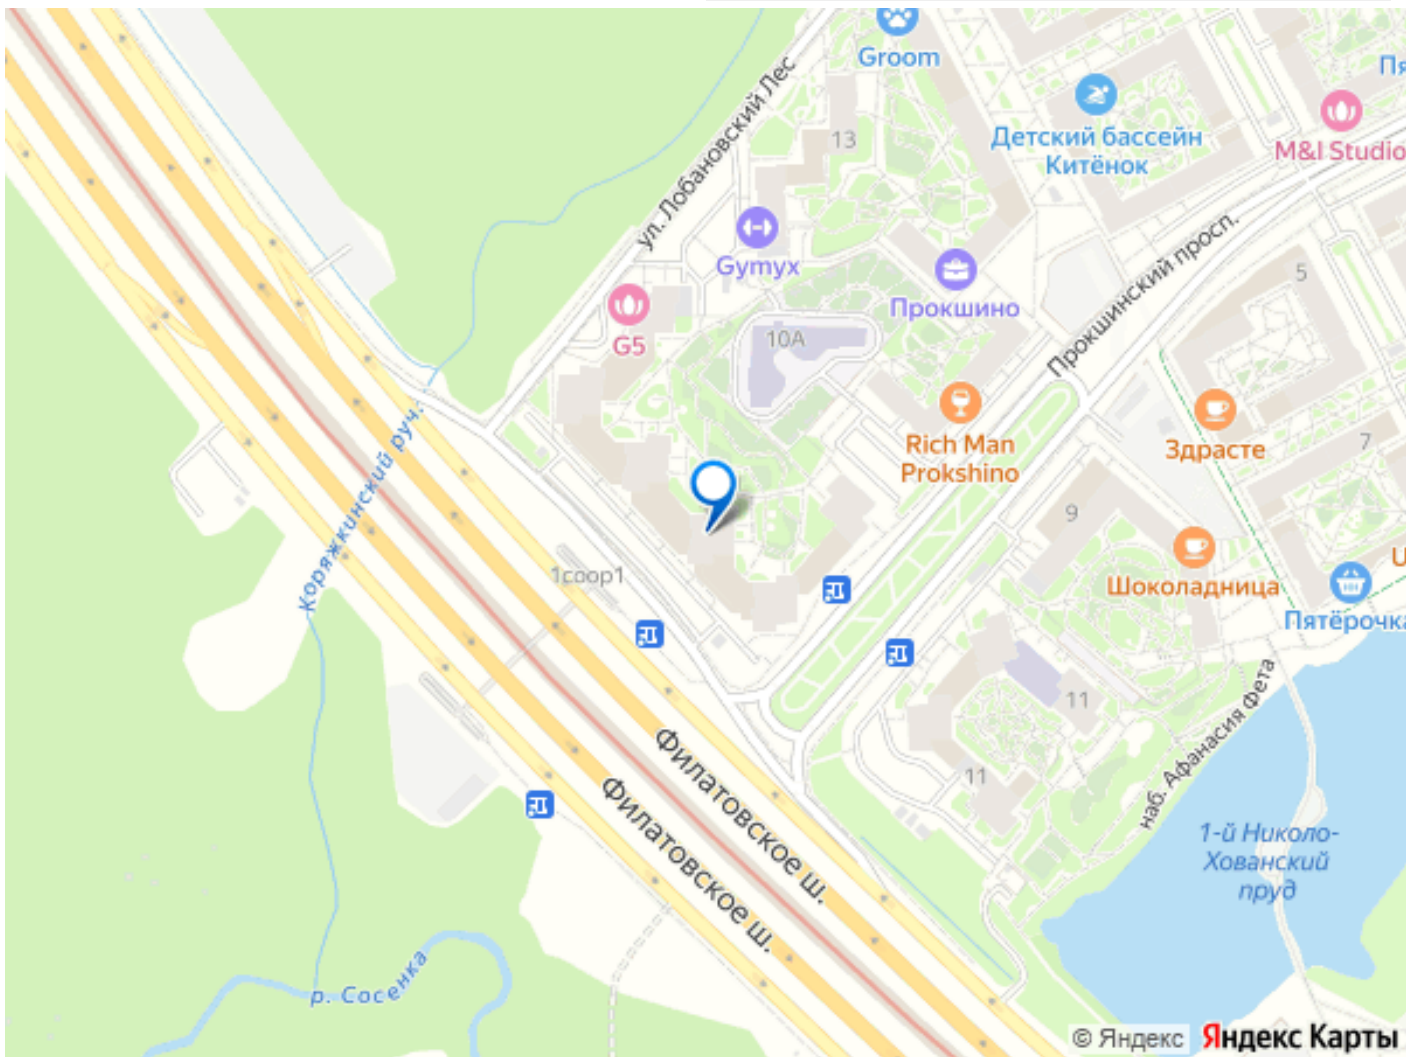 Groom
Пя
Детский бассейн
Китёнок
M&I Studio
13
ул. Лобановский Лес
Gymyx
Прокшино
Прокшинский просп.
5
G5
10А
Rich Man
Prokshino
Здрасте
7
Коряжкинский руч.
9
1соор1
Шоколадница
U
Пятёрочка
11
11
наб. Афанасия Фета
Филатовское ш.
Филатовское ш.
1-й Николо-
Хованский
пруд
р. Сосенка
© Яндекс Яндекс Карты